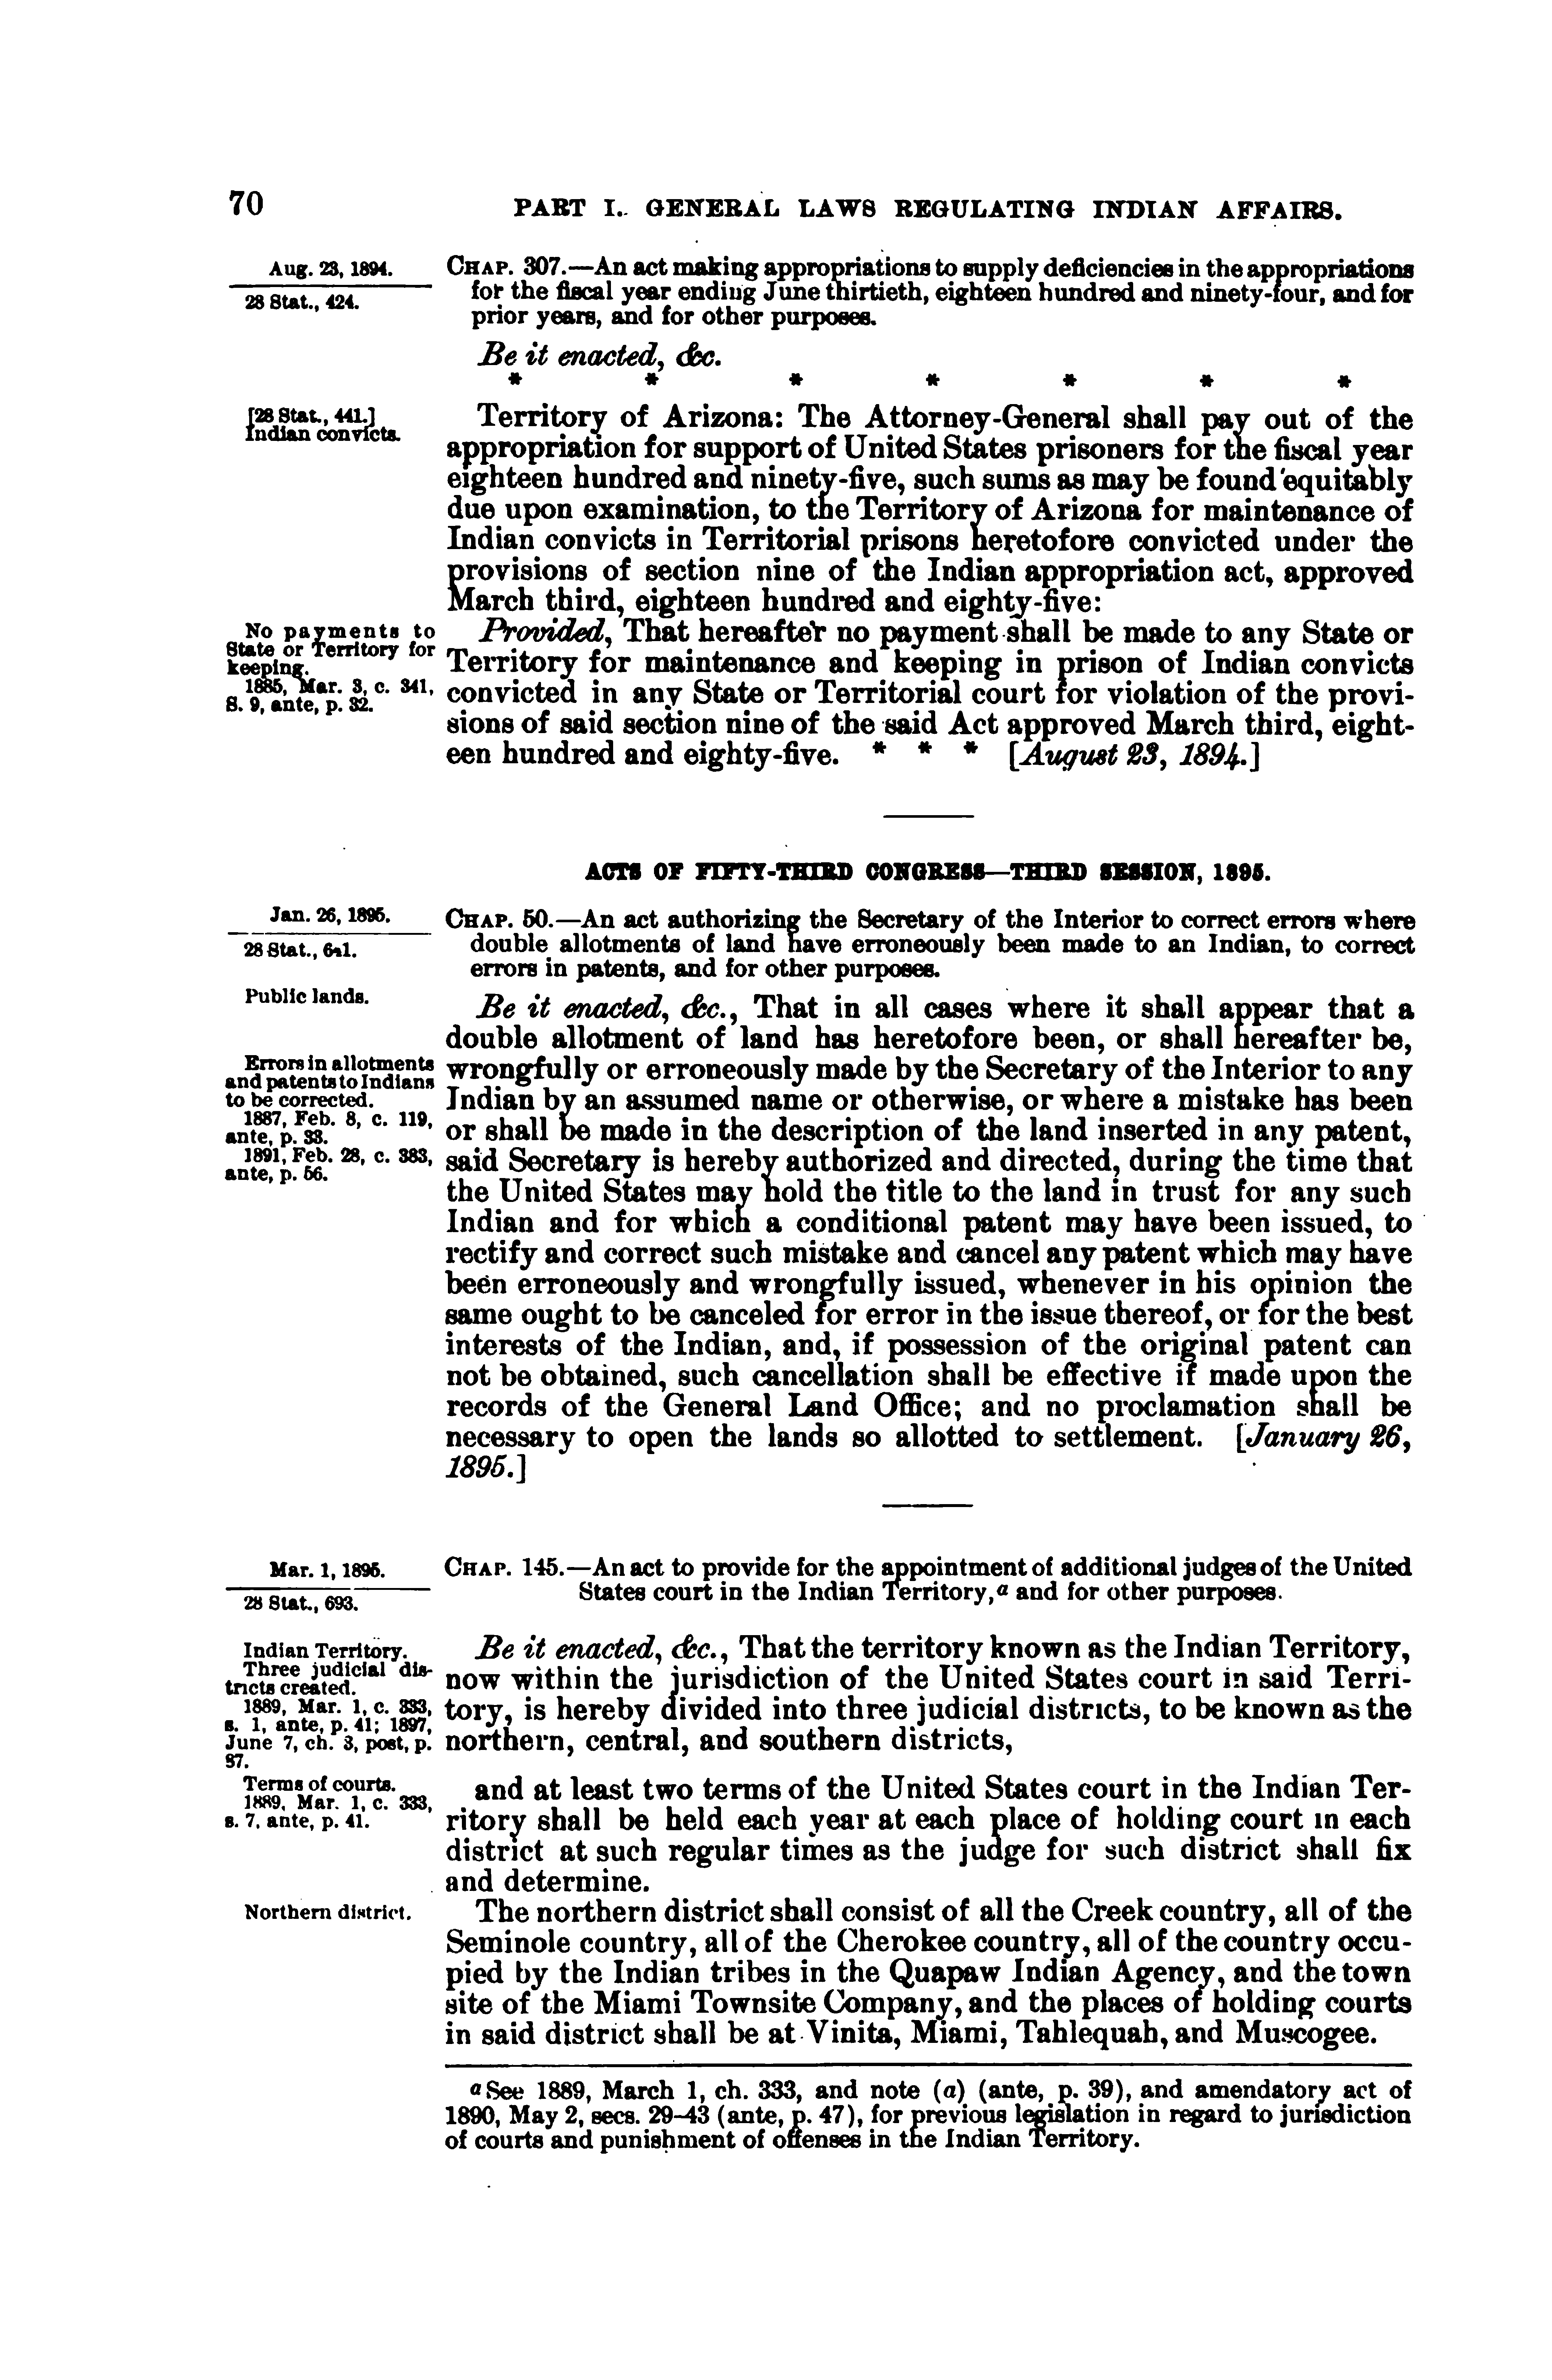 70
PART I. GENERAL LAWS REGULATING INDIAN AFFAIRS.
Aug. 23, 1894.
28 Stat., 424.
CHAP. 307.—An act making appropriations to supply deficiencies in the appropriations
for the fiscal year ending June thirtieth, eighteen hundred and ninety-four, and for
prior years, and for other purposes.
Be it enacted, &c.
* * * * * * *
[28 Stat., 441.]
Indian convicts.
Territory of Arizona: The Attorney-General shall pay out of the
appropriation for support of United States prisoners for the fiscal year
eighteen hundred and ninety-five, such sums as may be found equitably
due upon examination, to the Territory of Arizona for maintenance of
Indian convicts in Territorial prisons heretofore convicted under the
provisions of section nine of the Indian appropriation act, approved
March third, eighteen hundred and eighty-five:
No payments to
State or Territory for
keeping.
1885, Mar. 3, c. 341,
S. 9, ante, p. 32.
Provided, That hereafter no payment shall be made to any State or
Territory for maintenance and keeping in prison of Indian convicts
convicted in any State or Territorial court for violation of the provi-
sions of said section nine of the said Act approved March third, eight-
een hundred and eighty-five. * * * [August 23, 1894.]
ACTS OF FIFTY-THIRD CONGRESS—THIRD SESSION, 1895.
Jan. 26, 1895.
28 Stat., 641.
CHAP. 50.—An act authorizing the Secretary of the Interior to correct errors where
double allotments of land have erroneously been made to an Indian, to correct
errors in patents, and for other purposes.
Public lands.
Errors in allotments
and patents to Indians
to be corrected.
1887, Feb. 8, c. 119,
ante, p. 33.
1891, Feb. 28, c. 383,
ante, p. 56.
Be it enacted, &c., That in all cases where it shall appear that a
double allotment of land has heretofore been, or shall hereafter be,
wrongfully or erroneously made by the Secretary of the Interior to any
Indian by an assumed name or otherwise, or where a mistake has been
or shall be made in the description of the land inserted in any patent,
said Secretary is hereby authorized and directed, during the time that
the United States may hold the title to the land in trust for any such
Indian and for which a conditional patent may have been issued, to
rectify and correct such mistake and cancel any patent which may have
been erroneously and wrongfully issued, whenever in his opinion the
same ought to be canceled for error in the issue thereof, or for the best
interests of the Indian, and, if possession of the original patent can
not be obtained, such cancellation shall be effective if made upon the
records of the General Land Office; and no proclamation shall be
necessary to open the lands so allotted to settlement. [January 26,
1895.]
Mar. 1, 1895.
28 Stat., 693.
CHAP. 145.—An act to provide for the appointment of additional judges of the United
States court in the Indian Territory,a and for other purposes.
Indian Territory.
Three judicial dis-
tricts created.
1889, Mar. 1, c. 333,
s. 1, ante, p. 41; 1897,
June 7, ch. 3, post, p.
87.
Be it enacted, &c., That the territory known as the Indian Territory,
now within the jurisdiction of the United States court in said Terri-
tory, is hereby divided into three judicial districts, to be known as the
northern, central, and southern districts,
Terms of courts.
1889, Mar. 1, c. 333,
s. 7, ante, p. 41.
and at least two terms of the United States court in the Indian Ter-
ritory shall be held each year at each place of holding court in each
district at such regular times as the judge for such district shall fix
and determine.
Northern district.
The northern district shall consist of all the Creek country, all of the
Seminole country, all of the Cherokee country, all of the country occu-
pied by the Indian tribes in the Quapaw Indian Agency, and the town
site of the Miami Townsite Company, and the places of holding courts
in said district shall be at Vinita, Miami, Tahlequah, and Muscogee.
a See 1889, March 1, ch. 333, and note (a) (ante, p. 39), and amendatory act of
1890, May 2, secs. 29–43 (ante, p. 47), for previous legislation in regard to jurisdiction
of courts and punishment of offenses in the Indian Territory.